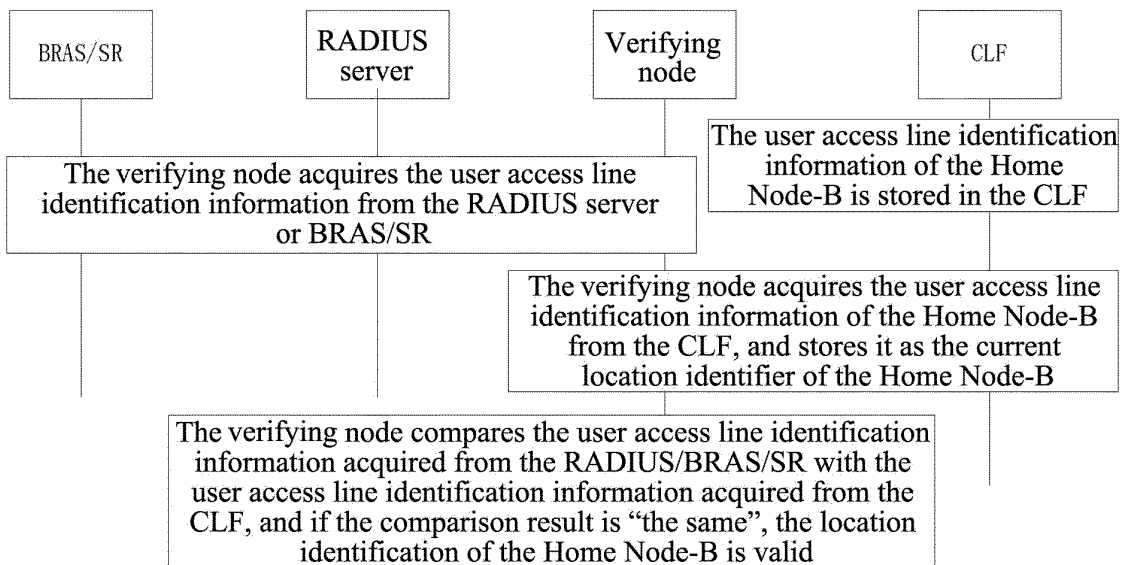 BRAS/SR
RADIUS
server
Verifying
node
CLF
The user access line identification
information of the Home
Node-B is stored in the CLF
The verifying node acquires the user access line
identification information from the RADIUS server
or BRAS/SR
The verifying node acquires the user access line
identification information of the Home Node-B
from the CLF, and stores it as the current
location identifier of the Home Node-B
The verifying node compares the user access line identification
information acquired from the RADIUS/BRAS/SR with the
user access line identification information acquired from the
CLF, and if the comparison result is “the same”, the location
identification of the Home Node-B is valid